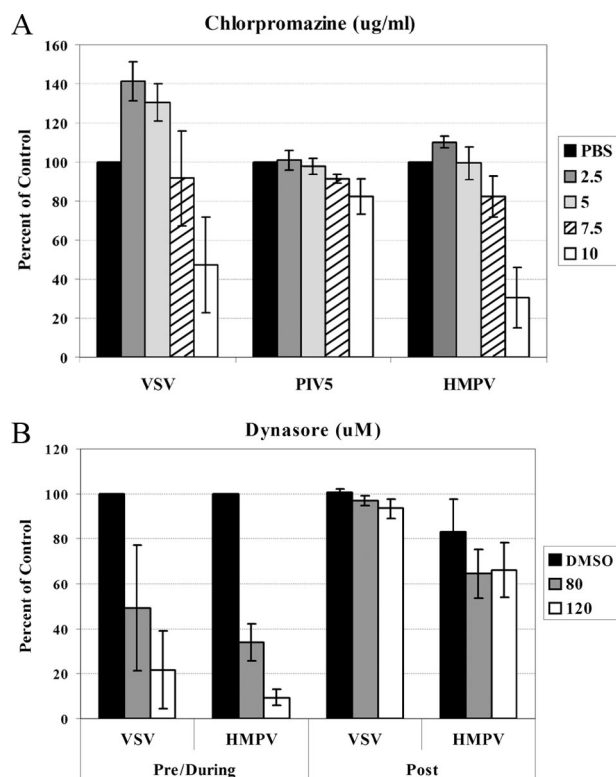 A
Chlorpromazine (ug/ml)
160
140
120
100
80
60
40
20
0
Percent of Control
VSV PIV5 HMPV
PBS
2.5
5
7.5
10
B
Dynasore (uM)
120
100
80
60
40
20
0
Percent of Control
VSV HMPV VSV HMPV
Pre/During Post
DMSO
80
120